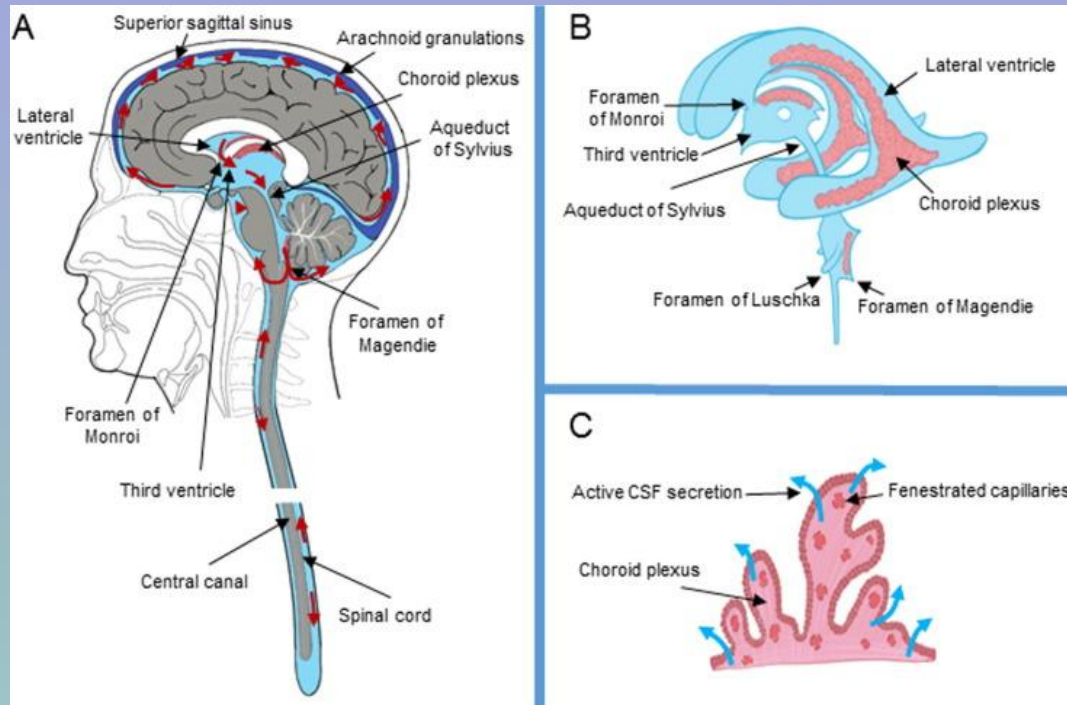 A
Superior sagittal sinus
Arachnoid granulations
Choroid plexus
Lateral
ventricle
Aqueduct
of Sylvius
Foramen of
Magendie
Foramen of
Monroi
Third ventricle
Central canal
Spinal cord
B
Lateral ventricle
Foramen
of Monroi
Third ventricle
Aqueduct of Sylvius
Choroid plexus
Foramen of Luschka
Foramen of Magendie
C
Active CSF secretion
Fenestrated capillaries
Choroid plexus